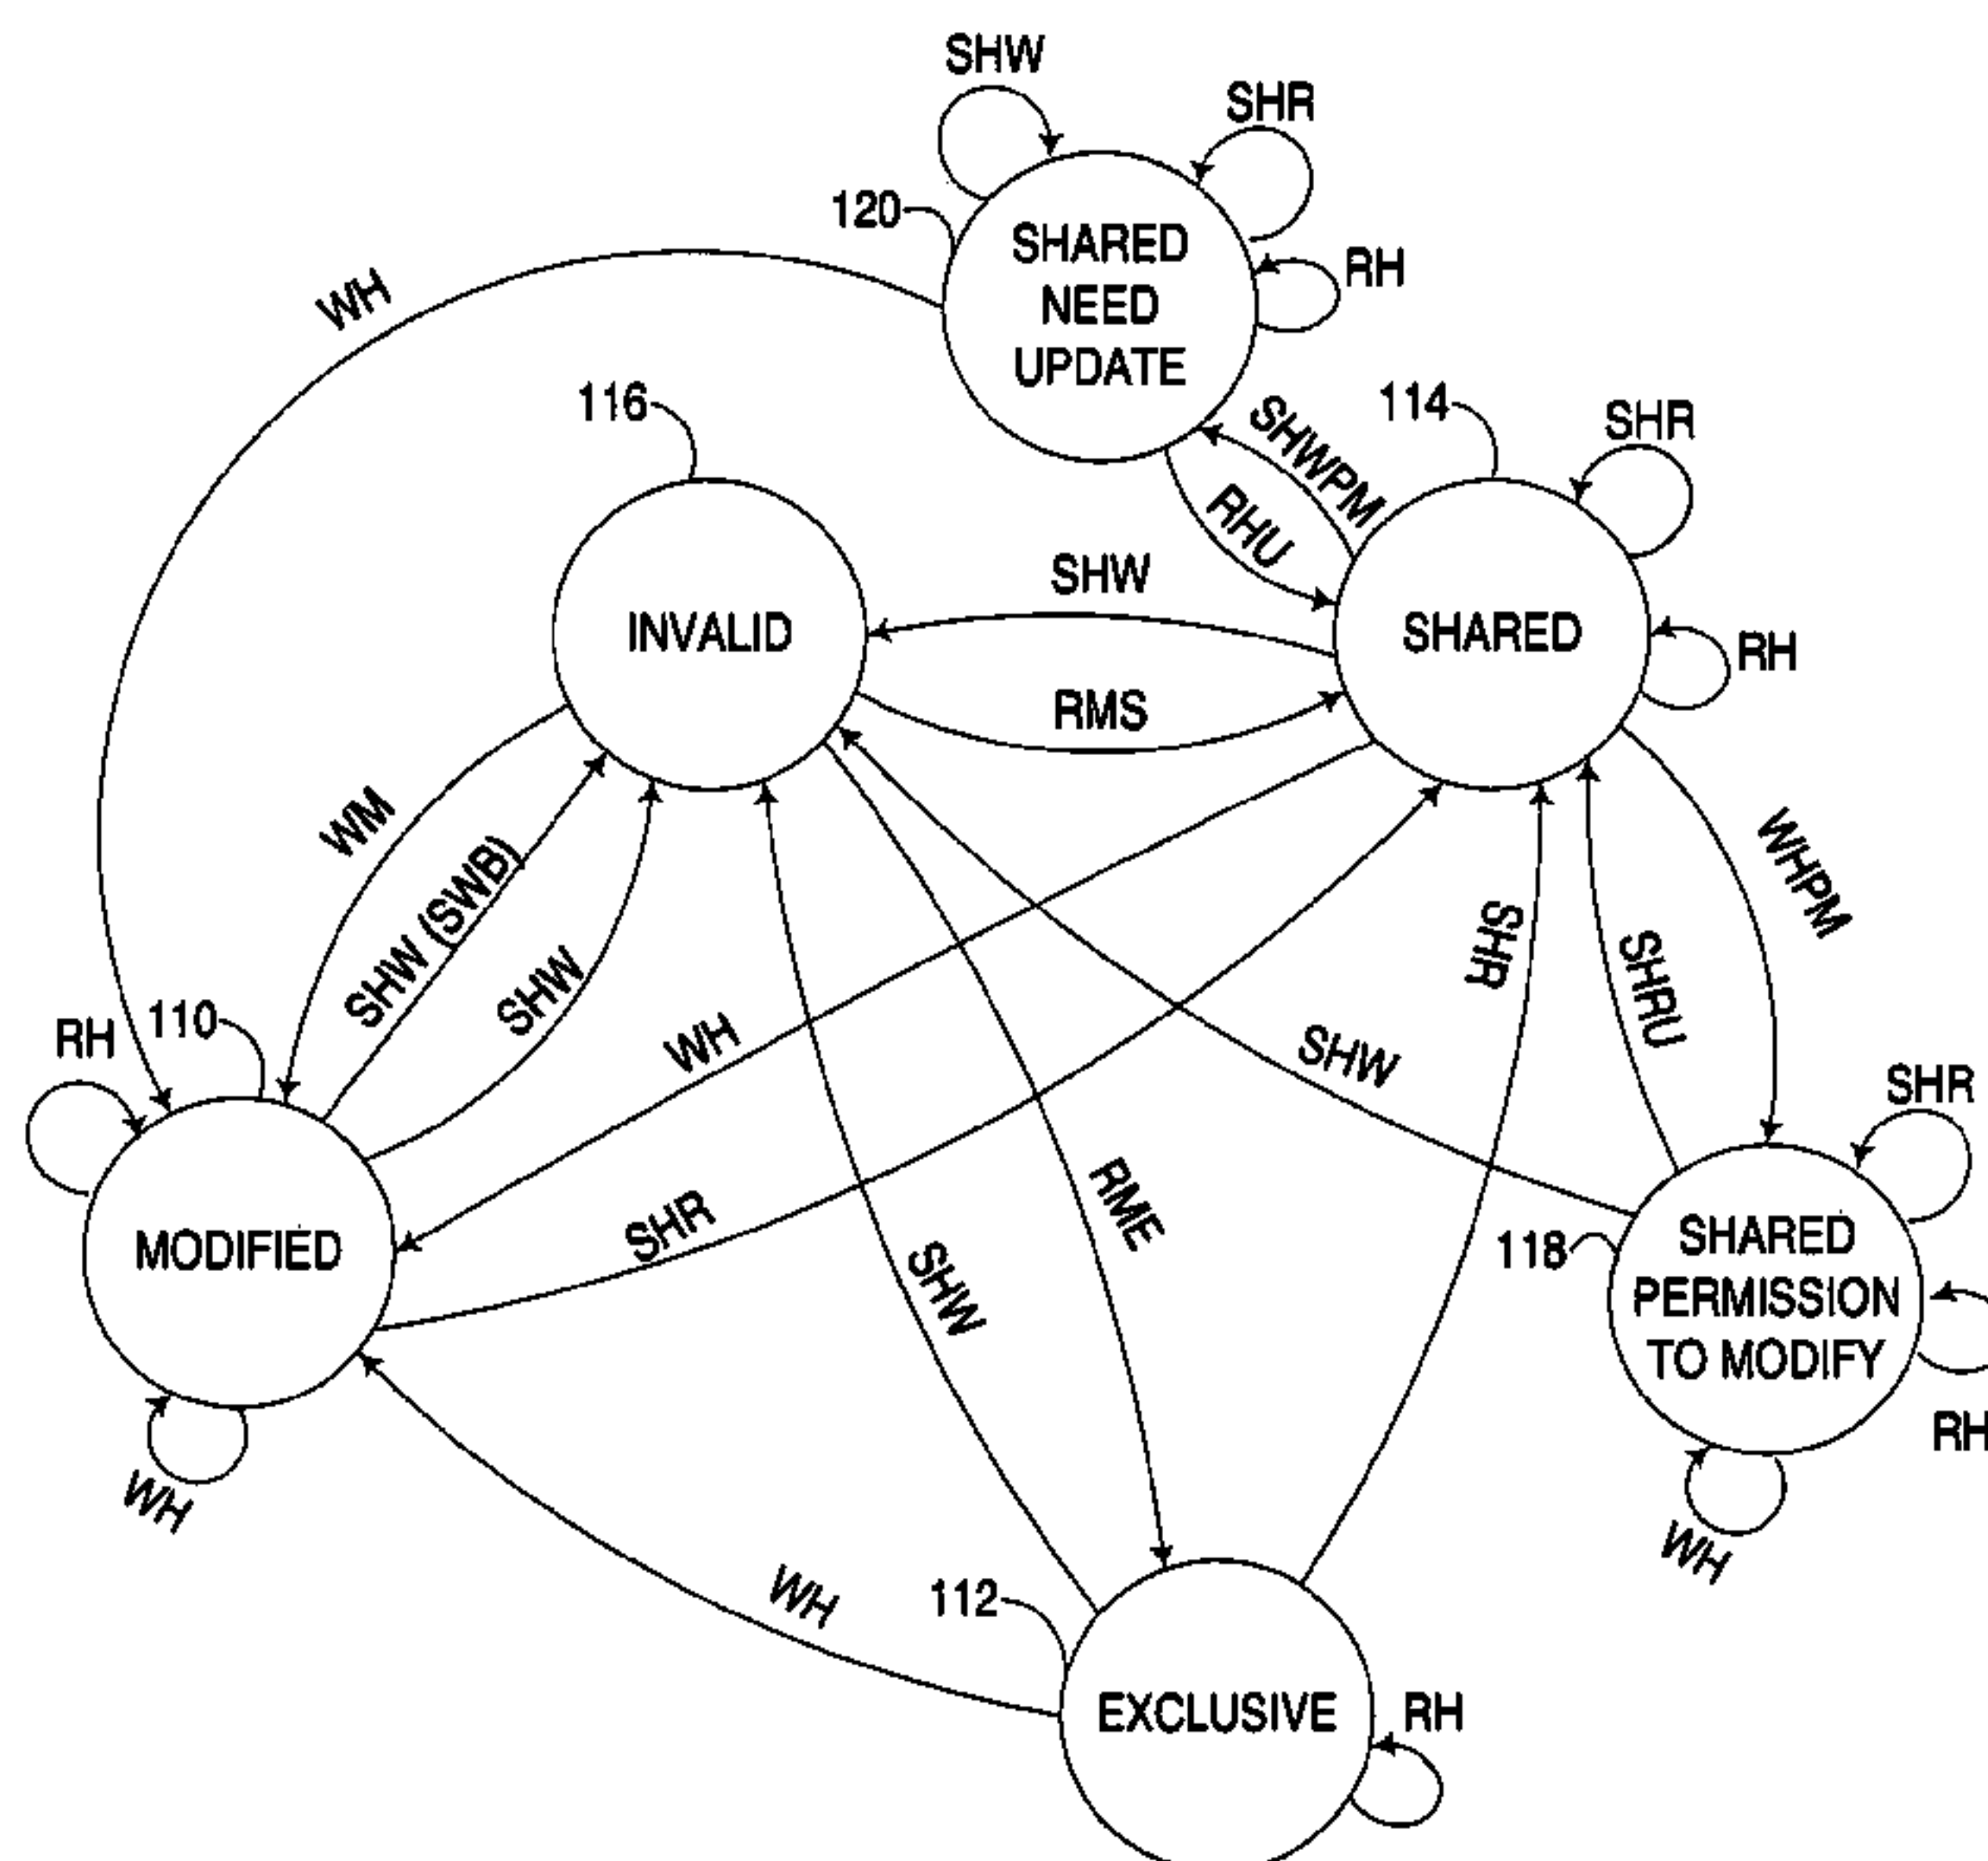 SHW
SHR
120
SHARED
NEED
UPDATE
RH
WH
116
114
SHWPM
SHR
RHU
SHW
INVALID
SHARED
RH
RMS
WM
WHPM
SHW (SWB)
SHR
SHRU
SHW
RH
110
WH
SHW
SHR
RME
SHR
MODIFIED
SHW
118
SHARED
PERMISSION
TO MODIFY
RH
WH
WH
WH
112
EXCLUSIVE
RH